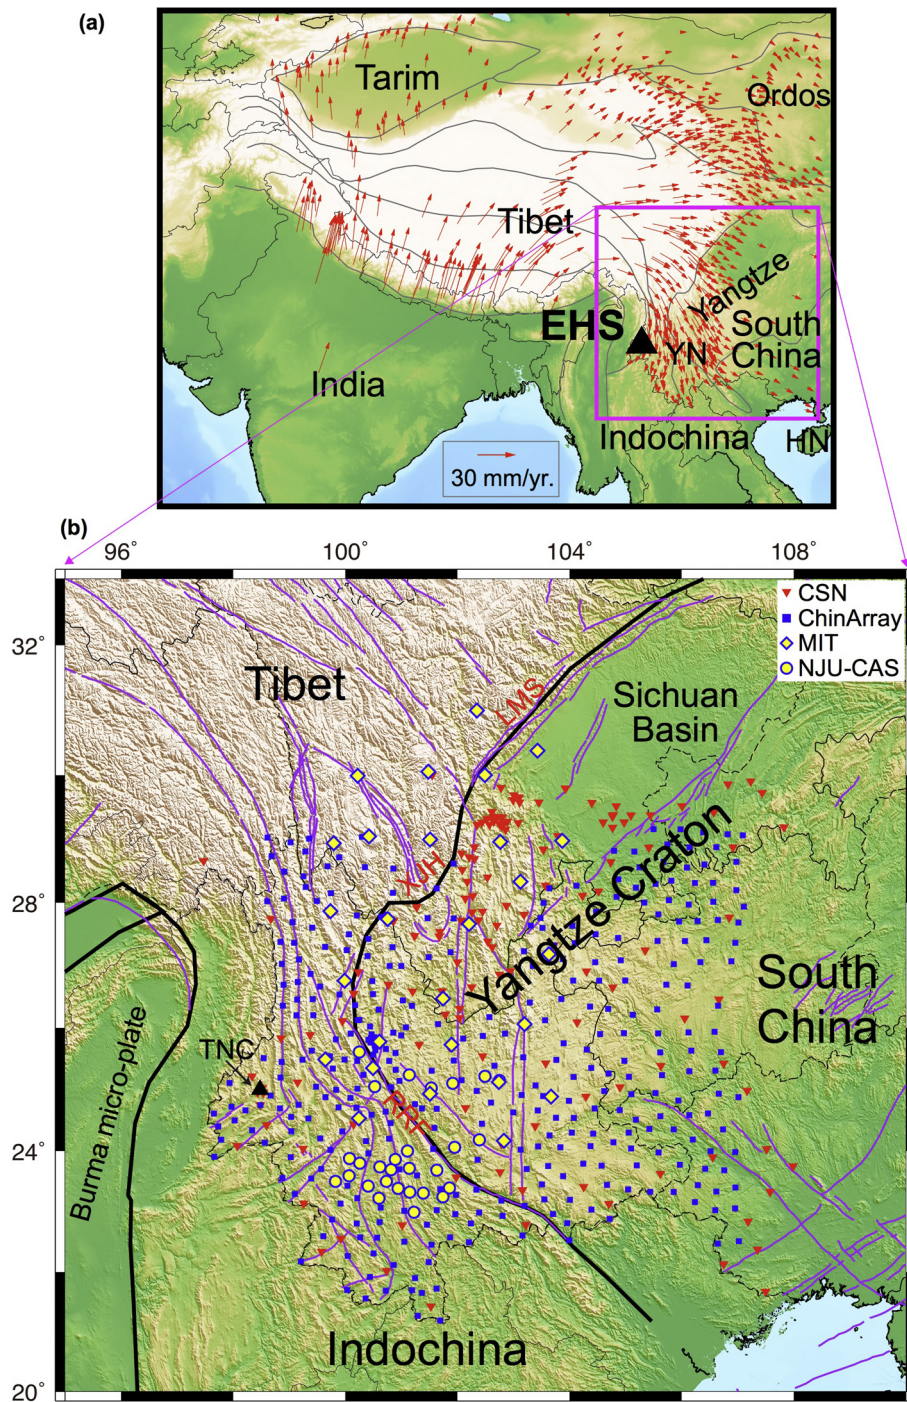 (a)
Tarim
Ordos
Tibet
Yangtze
EHS
YN
South
China
India
Indochina
HN
30 mm/yr.
(b)
96°
100°
104°
108°
CSN
ChinArray
MIT
NJU-CAS
32°
Tibet
LMS
Sichuan
Basin
XJH
28°
Yangtze Craton
South
China
TNC
Burma micro-plate
RRF
24°
Indochina
20°